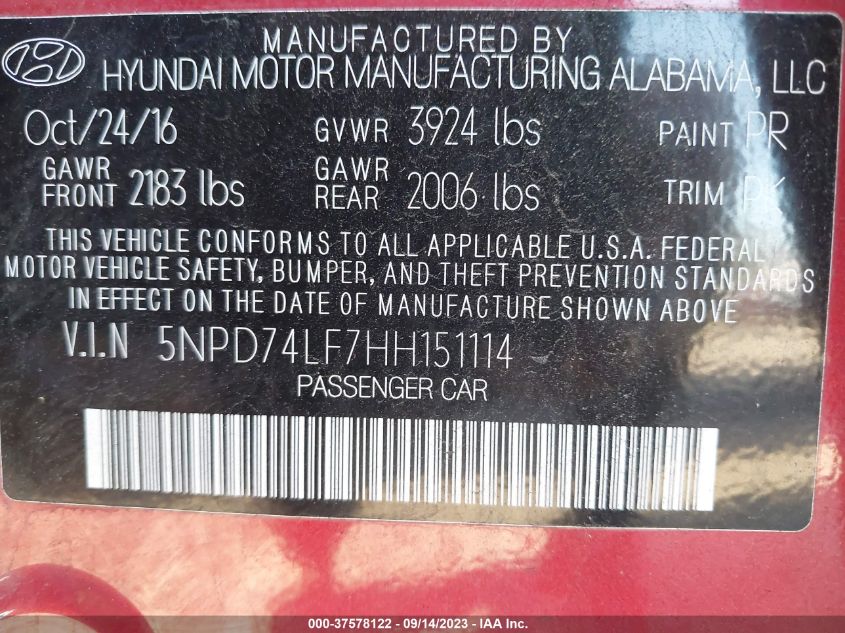 MANUFACTURED BY
HYUNDAI MOTOR MANUFACTURING ALABAMA, LLC
Oct/24/16 GVWR 3924 lbs PAINT PR
GAWR FRONT 2183 lbs GAWR REAR 2006 lbs TRIM PK
THIS VEHICLE CONFORMS TO ALL APPLICABLE U.S.A. FEDERAL
MOTOR VEHICLE SAFETY, BUMPER, AND THEFT PREVENTION STANDARDS
IN EFFECT ON THE DATE OF MANUFACTURE SHOWN ABOVE
V.I.N 5NPD74LF7HH151114
PASSENGER CAR
000-37578122 - 09/14/2023 - IAA Inc.